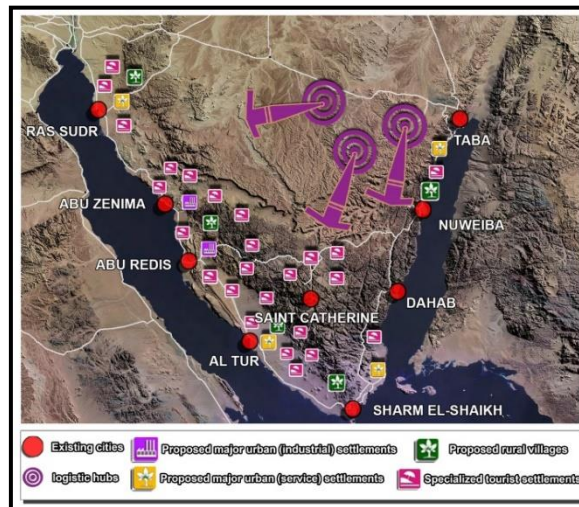 RAS SUDR
TABA
ABU ZENIMA
NUWEIBA
ABU REDIS
DAHAB
SAINT CATHERINE
AL TUR
SHARM EL-SHAIKH
Existing cities
Proposed major urban (industrial) settlements
Proposed rural villages
logistic hubs
Proposed major urban (service) settlements
Specialized tourist settlements